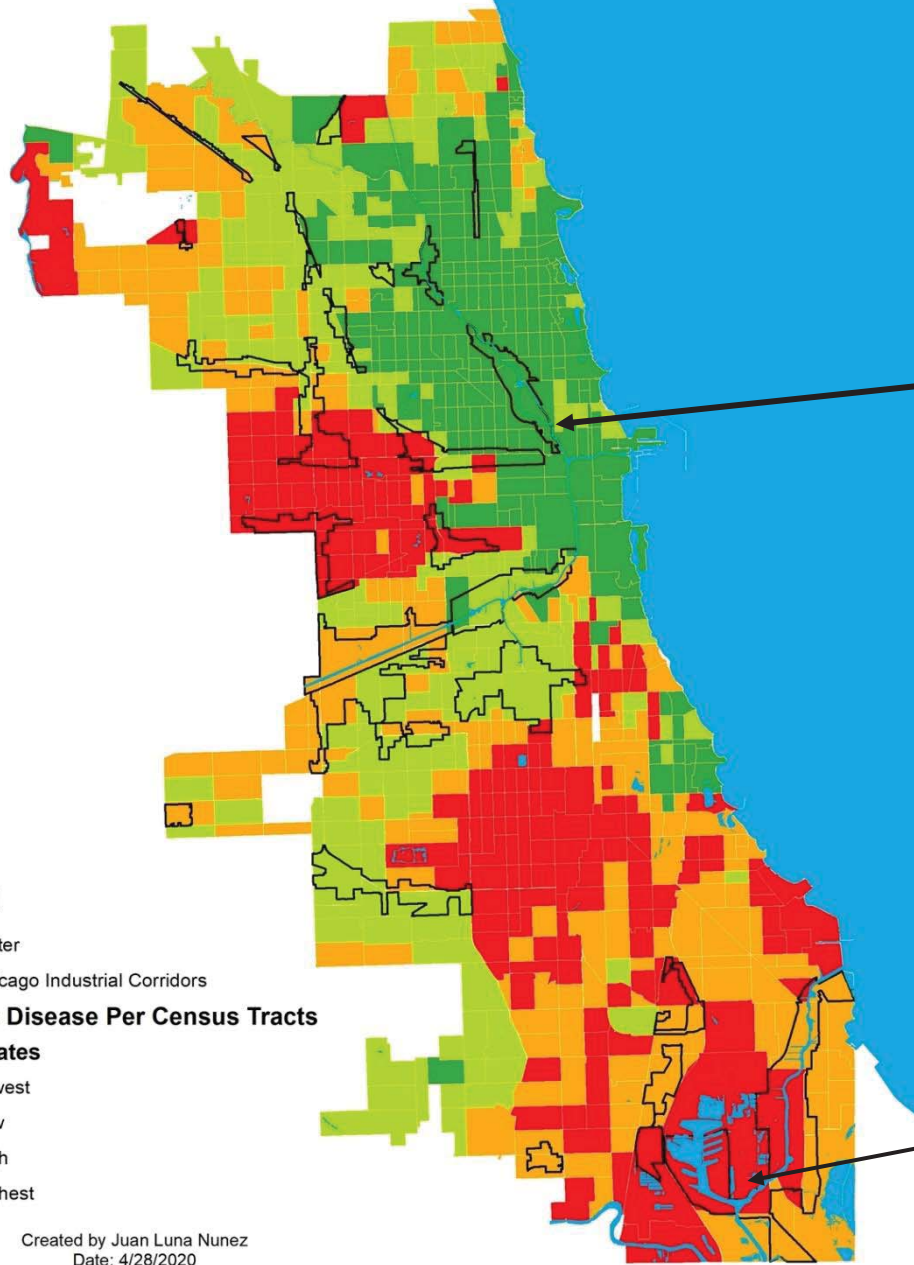 ter
cago Industrial Corridors
Disease Per Census Tracts
ates
vest
v
h
hest
Created by Juan Luna Nunez
Date: 4/28/2020